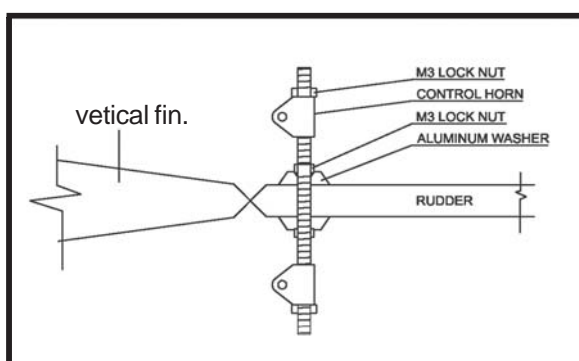 M3 LOCK NUT
CONTROL HORN
M3 LOCK NUT
ALUMINUM WASHER
vetical fin.
RUDDER